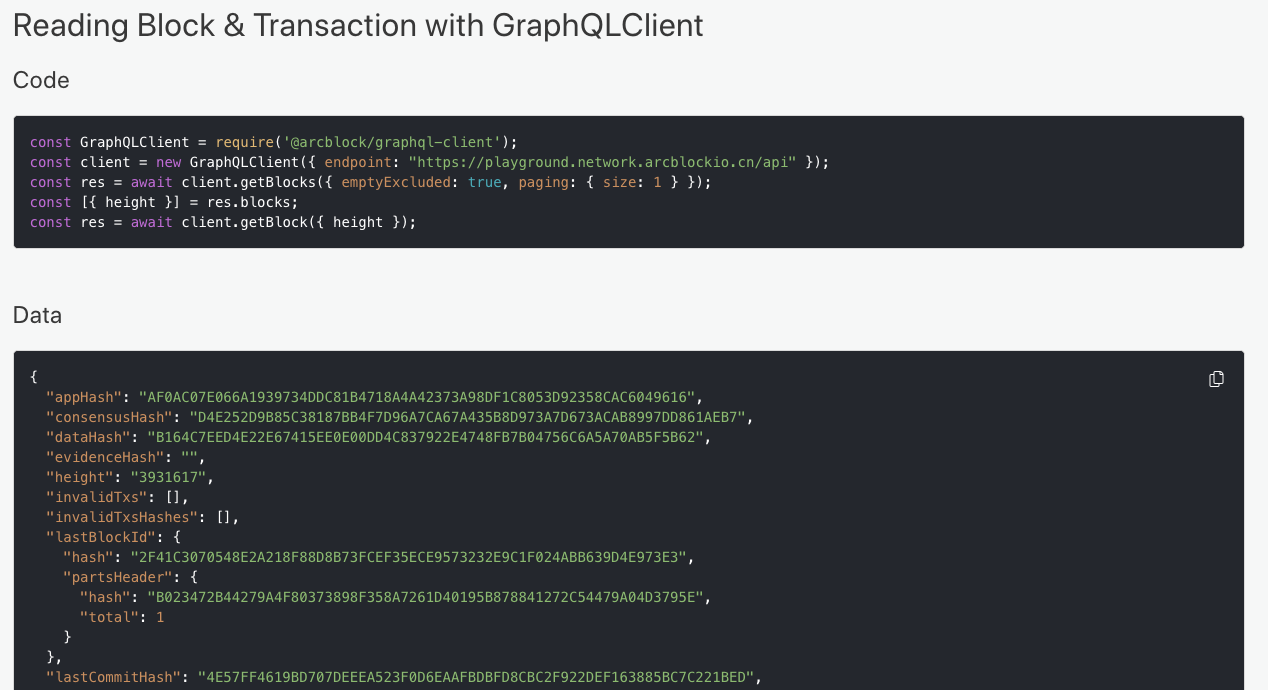 Reading Block & Transaction with GraphQLClient
Code
const GraphQLClient = require('@arcblock/graphql-client');
const client = new GraphQLClient({ endpoint: "https://playground.network.arcblockio.cn/api" });
const res = await client.getBlocks({ emptyExcluded: true, paging: { size: 1 } });
const [{ height }] = res.blocks;
const res = await client.getBlock({ height });
Data
{
"appHash": "AF0AC07E066A1939734DDC81B4718A4A42373A98DF1C8053D92358CAC6049616",
"consensusHash": "D4E252D9B85C38187BB4F7D96A7CA67A435B8D973A7D673ACAB8997DD861AEB7",
"dataHash": "B164C7EED4E22E67415EE0E00DD4C837922E4748FB7B04756C6A5A70AB5F5B62",
"evidenceHash": "",
"height": "3931617",
"invalidTxs": [],
"invalidTxsHashes": [],
"lastBlockId": {
"hash": "2F41C3070548E2A218F88D8B73FCEF35ECE9573232E9C1F024ABB639D4E973E3",
"partsHeader": {
"hash": "B023472B44279A4F80373898F358A7261D40195B878841272C54479A04D3795E",
"total": 1
}
},
"lastCommitHash": "4E57FF4619BD707DEEEA523F0D6EAAFBDBFD8CBC2F922DEF163885BC7C221BED",